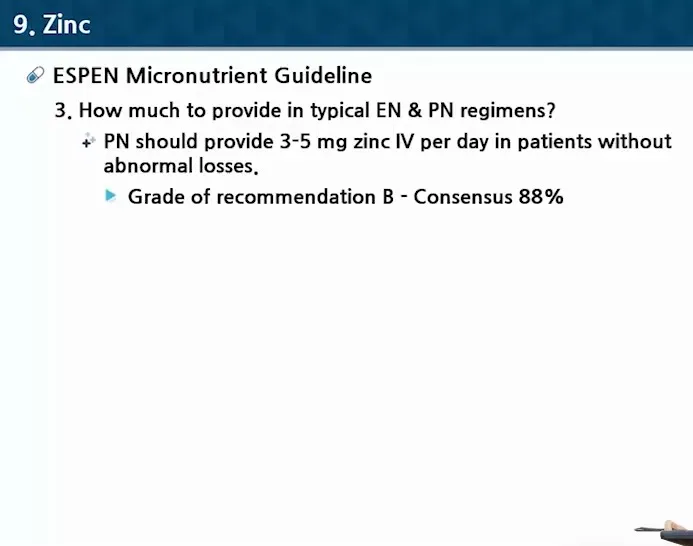 9. Zinc
ESPEN Micronutrient Guideline
3. How much to provide in typical EN & PN regimens?
PN should provide 3-5 mg zinc IV per day in patients without
abnormal losses.
Grade of recommendation B - Consensus 88%